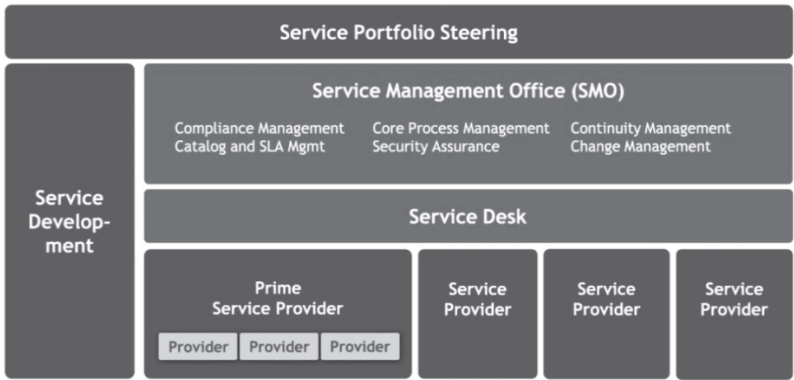 Service Portfolio Steering
Service Management Office (SMO)
Compliance Management
Catalog and SLA Mgmt
Core Process Management
Security Assurance
Continuity Management
Change Management
Service
Develop-
ment
Service Desk
Prime
Service Provider
Provider
Provider
Provider
Service
Provider
Service
Provider
Service
Provider